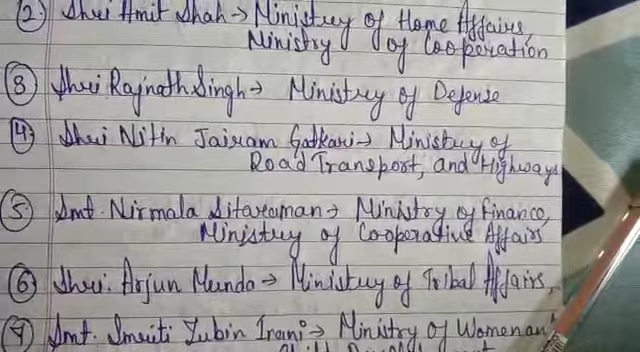 (2) Shri Amit Shah → Ministry of Home Affairs,
Ministry of Cooperation
(3) Shri Rajnath Singh → Ministry of Defense
(4) Shri Nitin Jairam Gatkari → Ministry of
Road Transport, and Highways
(5) Smt. Nirmala Sitaraman → Ministry of Finance,
Ministry of Cooperative Affairs
(6) Shri. Arjun Munda → Ministry of Tribal Affairs,
(7) Smt. Smriti Zubin Irani → Ministry of Women an